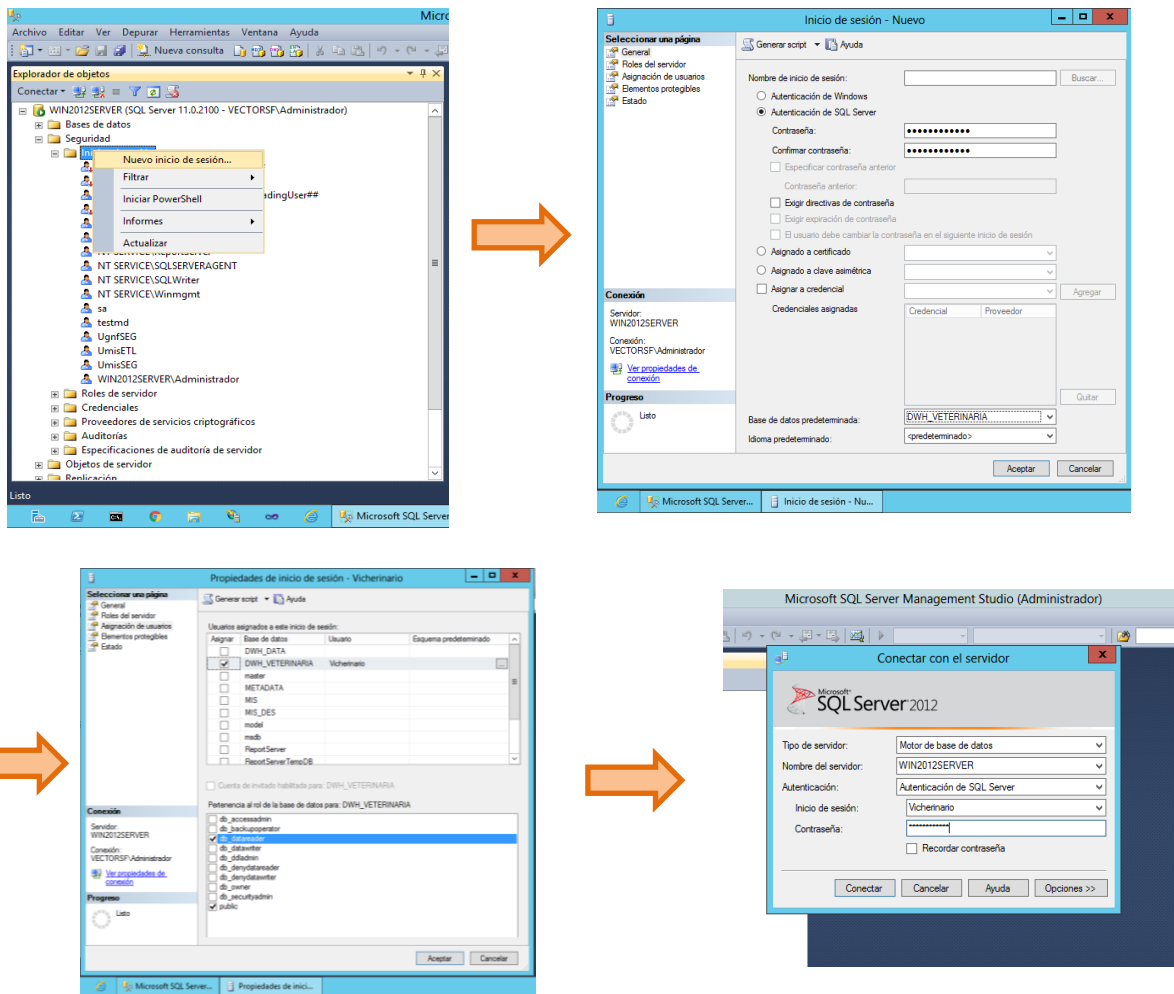 Micro
Archivo Editar Ver Depurar Herramientas Ventana Ayuda
Nueva consulta
Explorador de objetos
Conectar
WIN2012SERVER (SQL Server 11.0.2100 - VECTORSF\Administrador)
Bases de datos
Seguridad
Nuevo inicio de sesión...
Filtrar
Iniciar PowerShell
adingUser##
Informes
Actualizar
NT SERVICE\ReportServer
NT SERVICE\SQLSERVERAGENT
NT SERVICE\SQLWriter
NT SERVICE\Winmgmt
sa
testmd
UgnfSEG
UmisETL
UmisSEG
WIN2012SERVER\Administrador
Roles de servidor
Credenciales
Proveedores de servicios criptográficos
Auditorías
Especificaciones de auditoría de servidor
Objetos de servidor
Replicación
Listo
Microsoft SQL Server
Inicio de sesión - Nuevo
Seleccionar una página
General
Roles del servidor
Asignación de usuarios
Elementos protegibles
Estado
Generar script Ayuda
Nombre de inicio de sesión: Buscar...
Autenticación de Windows
Autenticación de SQL Server
Contraseña: ••••••••••••
Confirmar contraseña: ••••••••••••
Especificar contraseña anterior
Contraseña anterior:
Exigir directivas de contraseña
Exigir expiración de contraseña
El usuario debe cambiar la contraseña en el siguiente inicio de sesión
Asignado a certificado
Asignado a clave asimétrica
Asignar a credencial Agregar
Credenciales asignadas Credencial Proveedor
Quitar
Base de datos predeterminada: DWH_VETERINARIA
Idioma predeterminado: <predeterminado>
Conexión
Servidor:
WIN2012SERVER
Conexión:
VECTORSF\Administrador
Ver propiedades de
conexión
Progreso
Listo
Aceptar Cancelar
Microsoft SQL Server... Inicio de sesión - Nu...
Propiedades de inicio de sesión - Vicherinario
Seleccionar una página
General
Roles del servidor
Asignación de usuarios
Elementos protegibles
Estado
Generar script Ayuda
Usuarios asignados a este inicio de sesión:
Asignar Base de datos Usuario Esquema predeterminado
DWH_DATA
DWH_VETERINARIA Vicherinario ...
master
METADATA
MIS
MIS_DES
model
msdb
ReportServer
ReportServerTempDB
Cuenta de invitado habilitada para: DWH_VETERINARIA
Pertenencia al rol de la base de datos para: DWH_VETERINARIA
db_accessadmin
db_backupoperator
db_datareader
db_datawriter
db_ddladmin
db_denydatareader
db_denydatawriter
db_owner
db_securityadmin
public
Conexión
Servidor:
WIN2012SERVER
Conexión:
VECTORSF\Administrador
Ver propiedades de
conexión
Progreso
Listo
Aceptar Cancelar
Microsoft SQL Server... Propiedades de inici...
Microsoft SQL Server Management Studio (Administrador)
Conectar con el servidor
Microsoft
SQL Server 2012
Tipo de servidor: Motor de base de datos
Nombre del servidor: WIN2012SERVER
Autenticación: Autenticación de SQL Server
Inicio de sesión: Vicherinario
Contraseña: ************
Recordar contraseña
Conectar Cancelar Ayuda Opciones >>